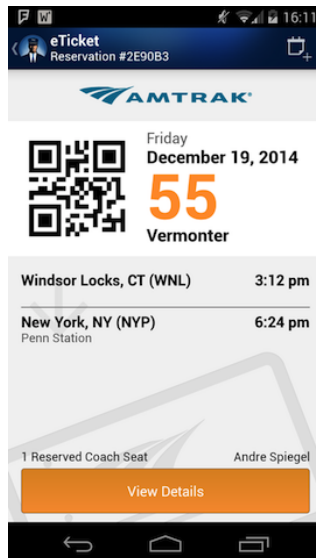 16:11
eTicket
Reservation #2E90B3
AMTRAK®
Friday
December 19, 2014
55
Vermonter
Windsor Locks, CT (WNL) 3:12 pm
New York, NY (NYP) 6:24 pm
Penn Station
1 Reserved Coach Seat Andre Spiegel
View Details